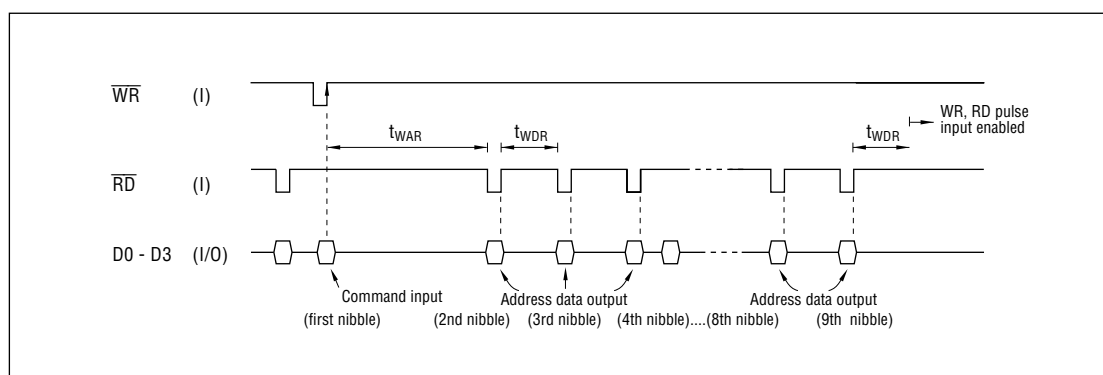 WR (I)
WR, RD pulse
input enabled
tWAR
tWDR
tWDR
RD (I)
D0 - D3 (I/O)
Command input
(first nibble)
Address data output
(2nd nibble) (3rd nibble) (4th nibble)....(8th nibble)
Address data output
(9th nibble)